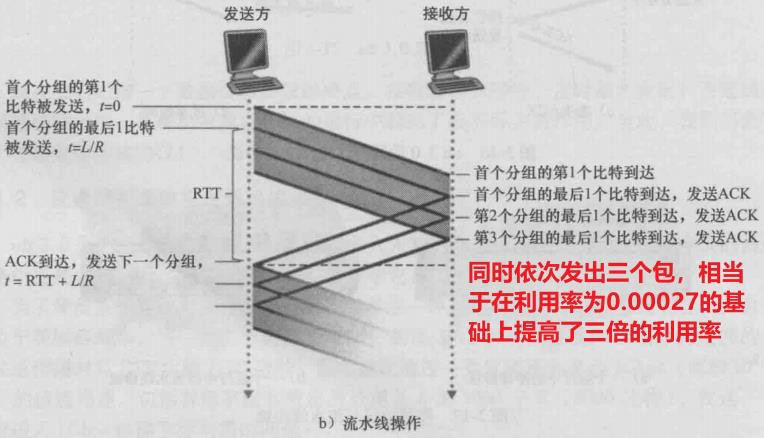 发送方
接收方
首个分组的第1个
比特被发送，t=0
首个分组的最后1比特
被发送，t=L/R
RTT
ACK到达，发送下一个分组，
t = RTT + L/R
首个分组的第1个比特到达
首个分组的最后1个比特到达，发送ACK
第2个分组的最后1个比特到达，发送ACK
第3个分组的最后1个比特到达，发送ACK
同时依次发出三个包，相当
于在利用率为0.00027的基
础上提高了三倍的利用率
b）流水线操作